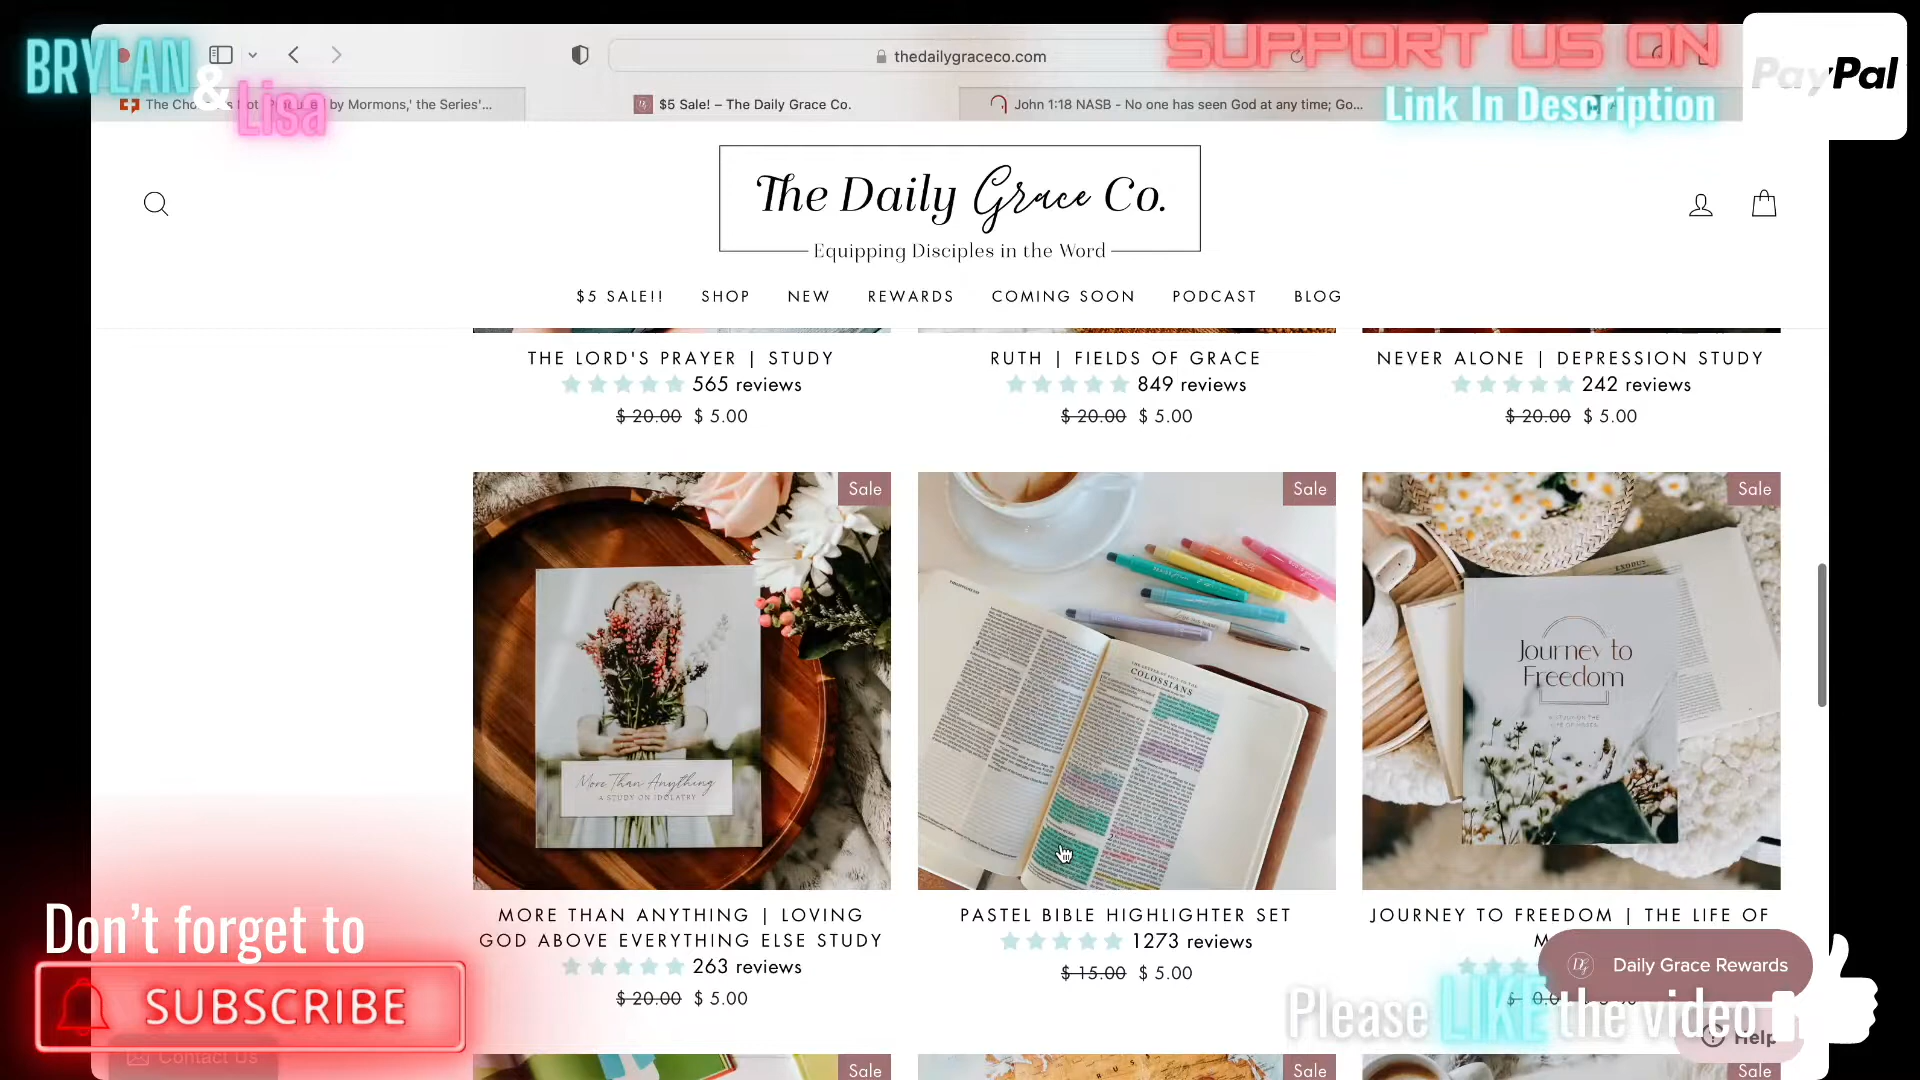 BRYLAN
&
Lisa
SUPPORT US ON
PayPal
Link In Description
thedailygraceco.com
by Mormons,' the Series'...
$5 Sale! – The Daily Grace Co.
John 1:18 NASB - No one has seen God at any time; Go...
The Daily Grace Co.
Equipping Disciples in the Word
$5 SALE!!
SHOP
NEW
REWARDS
COMING SOON
PODCAST
BLOG
THE LORD'S PRAYER | STUDY
565 reviews
$ 20.00 $ 5.00
RUTH | FIELDS OF GRACE
849 reviews
$ 20.00 $ 5.00
NEVER ALONE | DEPRESSION STUDY
242 reviews
$ 20.00 $ 5.00
Sale
Sale
Sale
More Than Anything
A STUDY ON IDOLATRY
COLOSSIANS
EXODUS
Journey to
Freedom
MORE THAN ANYTHING | LOVING
GOD ABOVE EVERYTHING ELSE STUDY
263 reviews
$ 20.00 $ 5.00
PASTEL BIBLE HIGHLIGHTER SET
1273 reviews
$ 15.00 $ 5.00
JOURNEY TO FREEDOM | THE LIFE OF
Daily Grace Rewards
Don't forget to
SUBSCRIBE
Contact Us
Please LIKE the video
Help
Sale
Sale
Sale